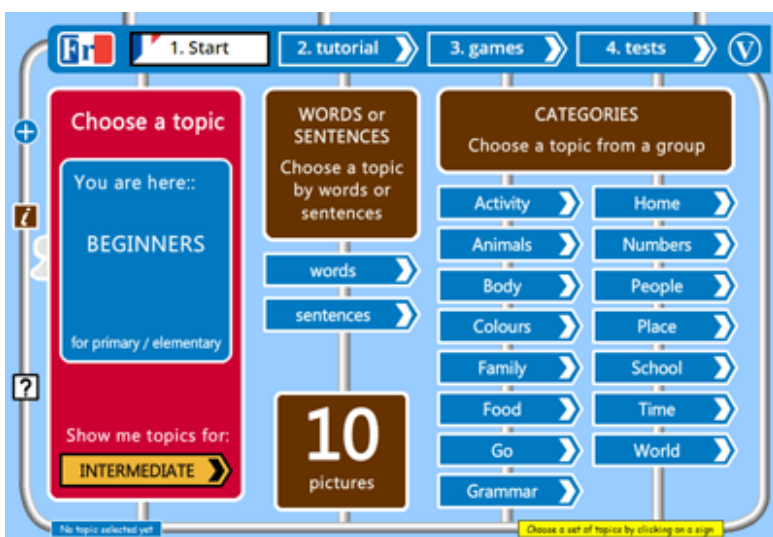 Fr
1. Start
2. tutorial
3. games
4. tests
V
Choose a topic
You are here::
BEGINNERS
for primary / elementary
Show me topics for:
INTERMEDIATE
WORDS or
SENTENCES
Choose a topic
by words or
sentences
words
sentences
10
pictures
CATEGORIES
Choose a topic from a group
Activity
Animals
Body
Colours
Family
Food
Go
Grammar
Home
Numbers
People
Place
School
Time
World
i
?
No topic selected yet
Choose a set of topics by clicking on a sign